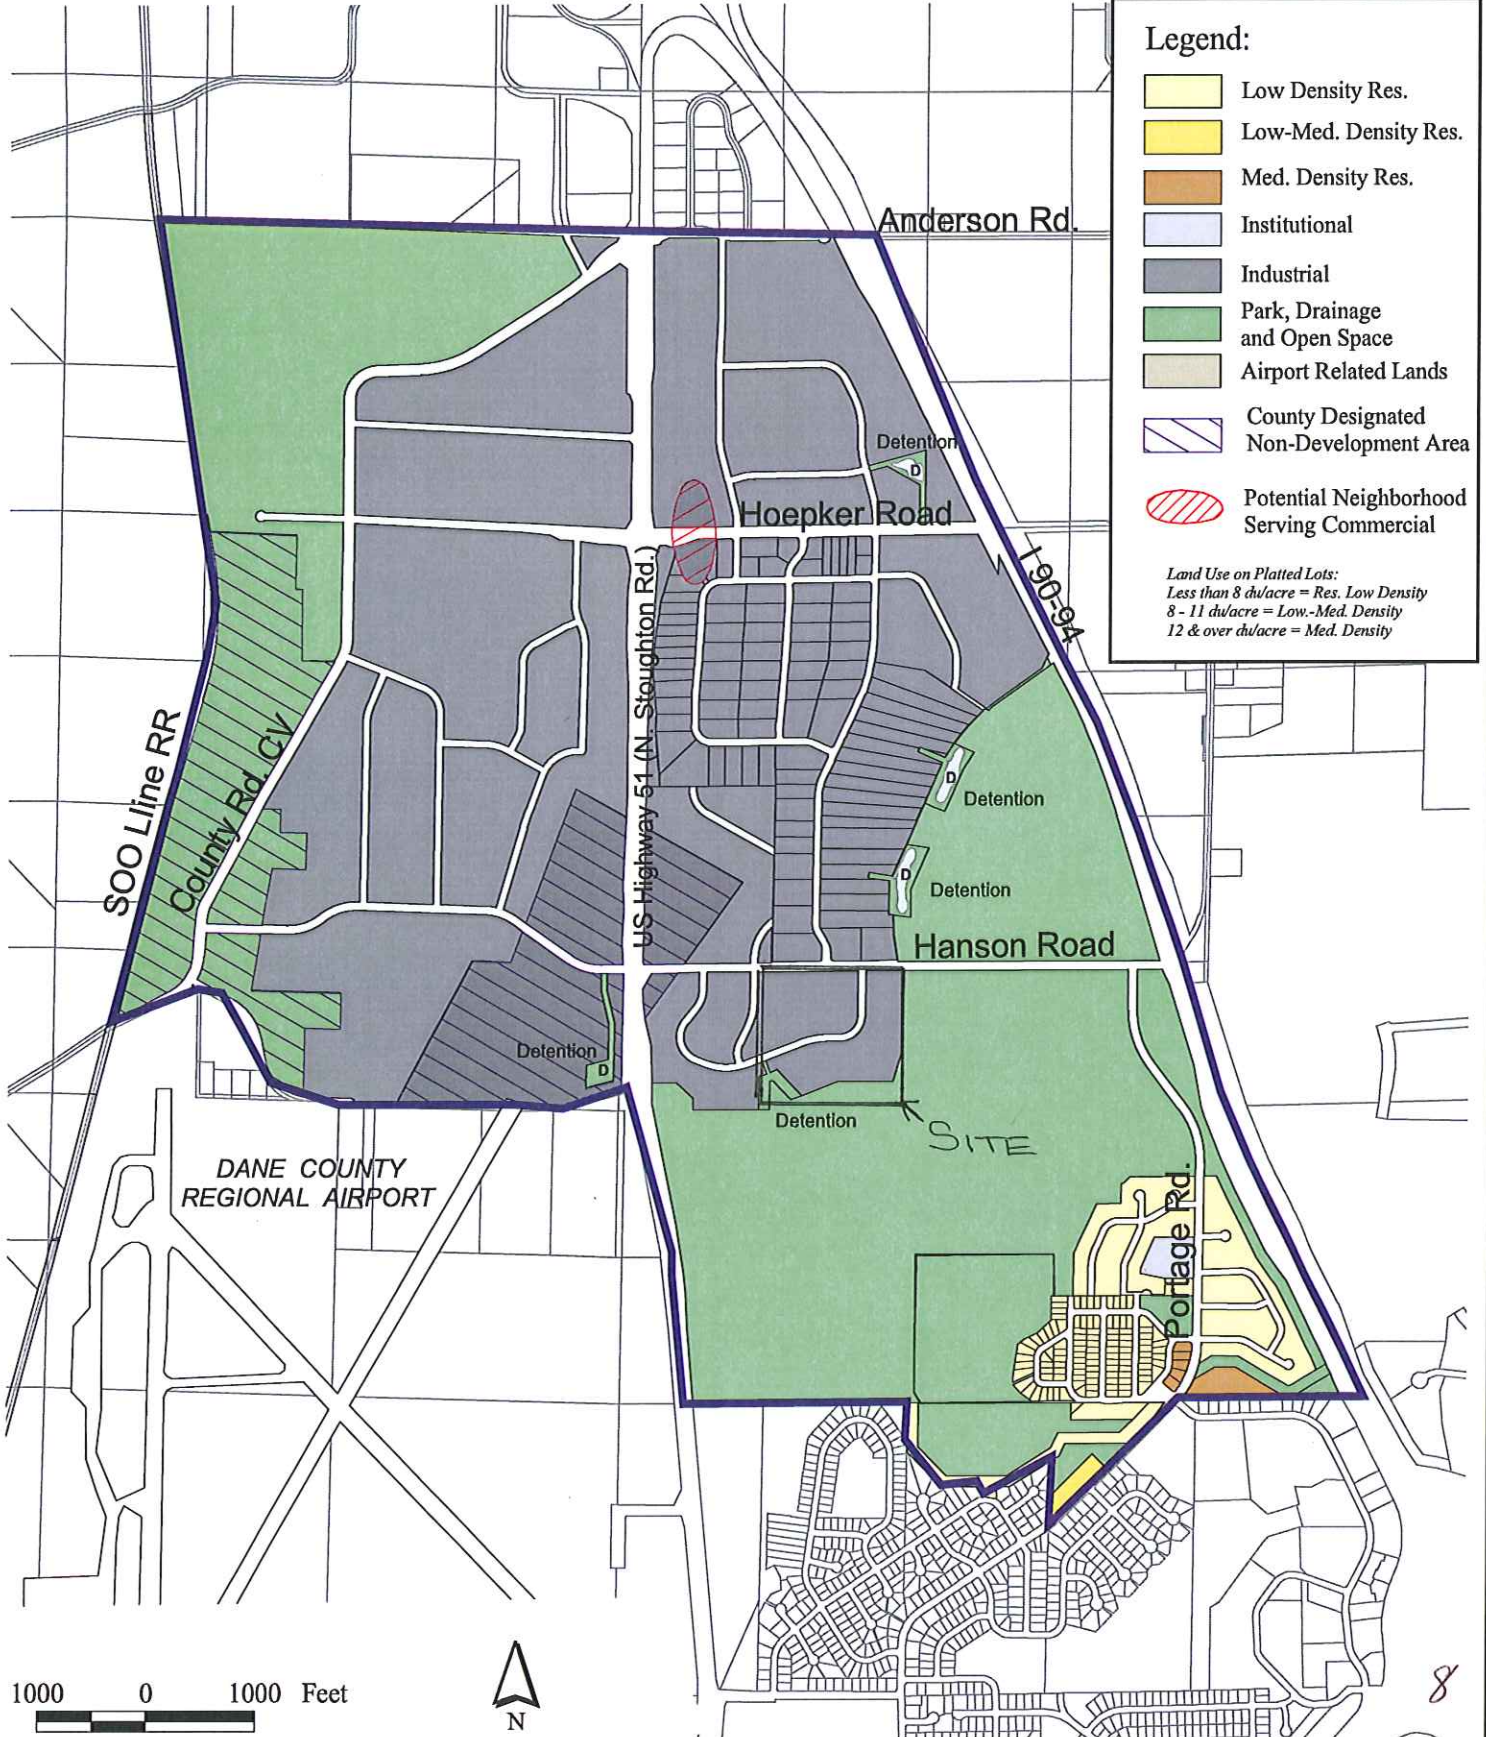 Legend:
Low Density Res.
Low-Med. Density Res.
Med. Density Res.
Institutional
Industrial
Park, Drainage
and Open Space
Airport Related Lands
County Designated
Non-Development Area
Potential Neighborhood
Serving Commercial
Land Use on Platted Lots:
Less than 8 du/acre = Res. Low Density
8 - 11 du/acre = Low.-Med. Density
12 & over du/acre = Med. Density
Anderson Rd.
Detention
D
Hoepker Road
I-90-94
US Highway 51 (N. Stoughton Rd.)
SOO Lline RR
County Rd. CV
D
Detention
D
Detention
Hanson Road
Detention
D
Detention
SITE
DANE COUNTY
REGIONAL AIRPORT
Portage Rd.
1000 0 1000 Feet
N
8